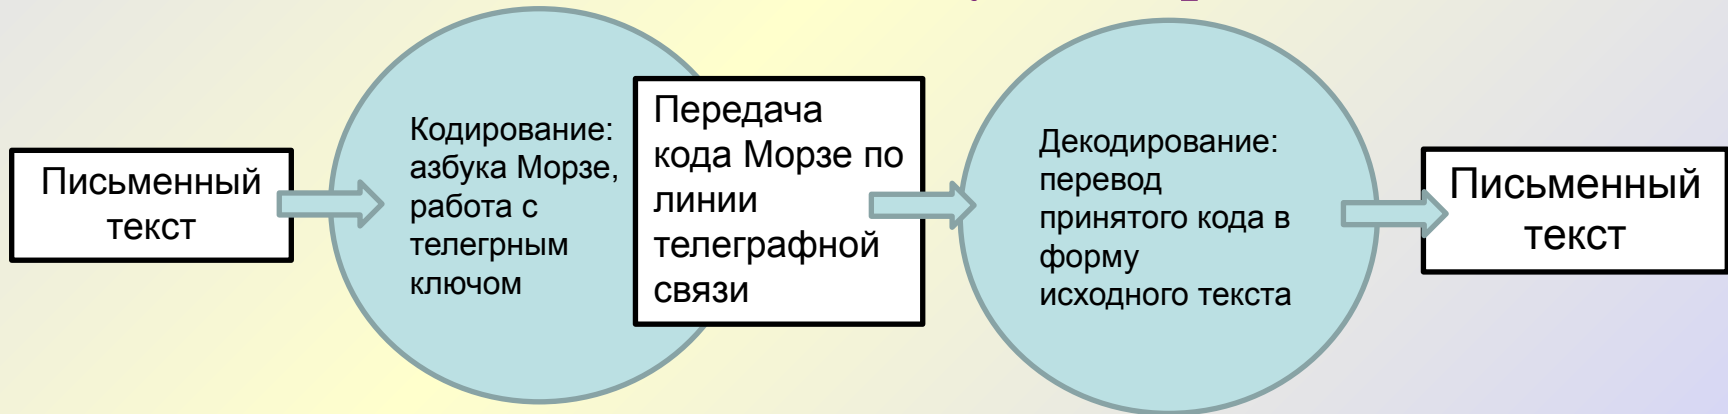 Письменный
текст
Кодирование:
азбука Морзе,
работа с
телегрным
ключом
Передача
кода Морзе по
линии
телеграфной
связи
Декодирование:
перевод
принятого кода в
форму
исходного текста
Письменный
текст